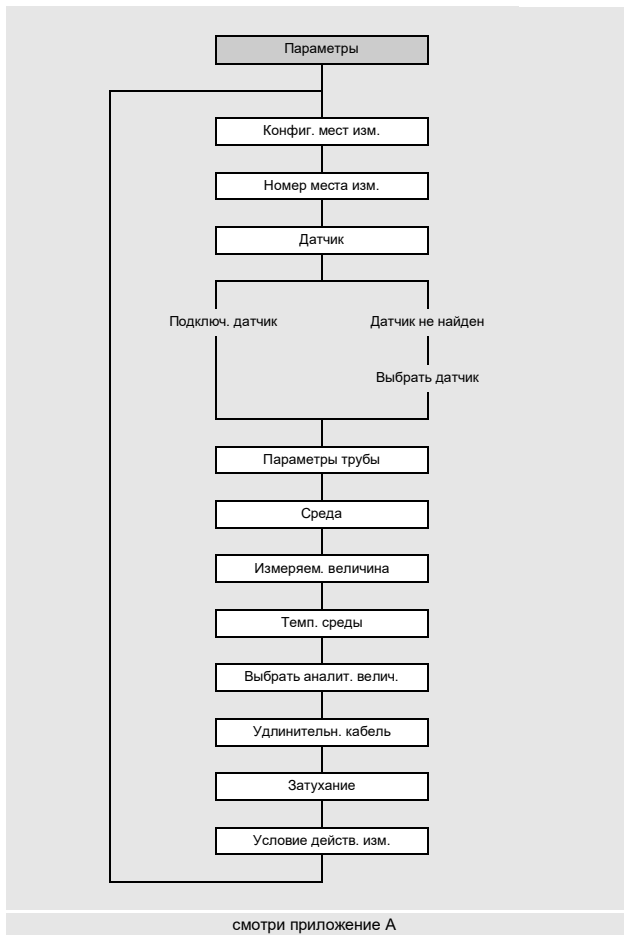 Параметры
Конфиг. мест изм.
Номер места изм.
Датчик
Подключ. датчик
Датчик не найден
Выбрать датчик
Параметры трубы
Среда
Измеряем. величина
Темп. среды
Выбрать аналит. велич.
Удлинительн. кабель
Затухание
Условие действ. изм.
смотри приложение А